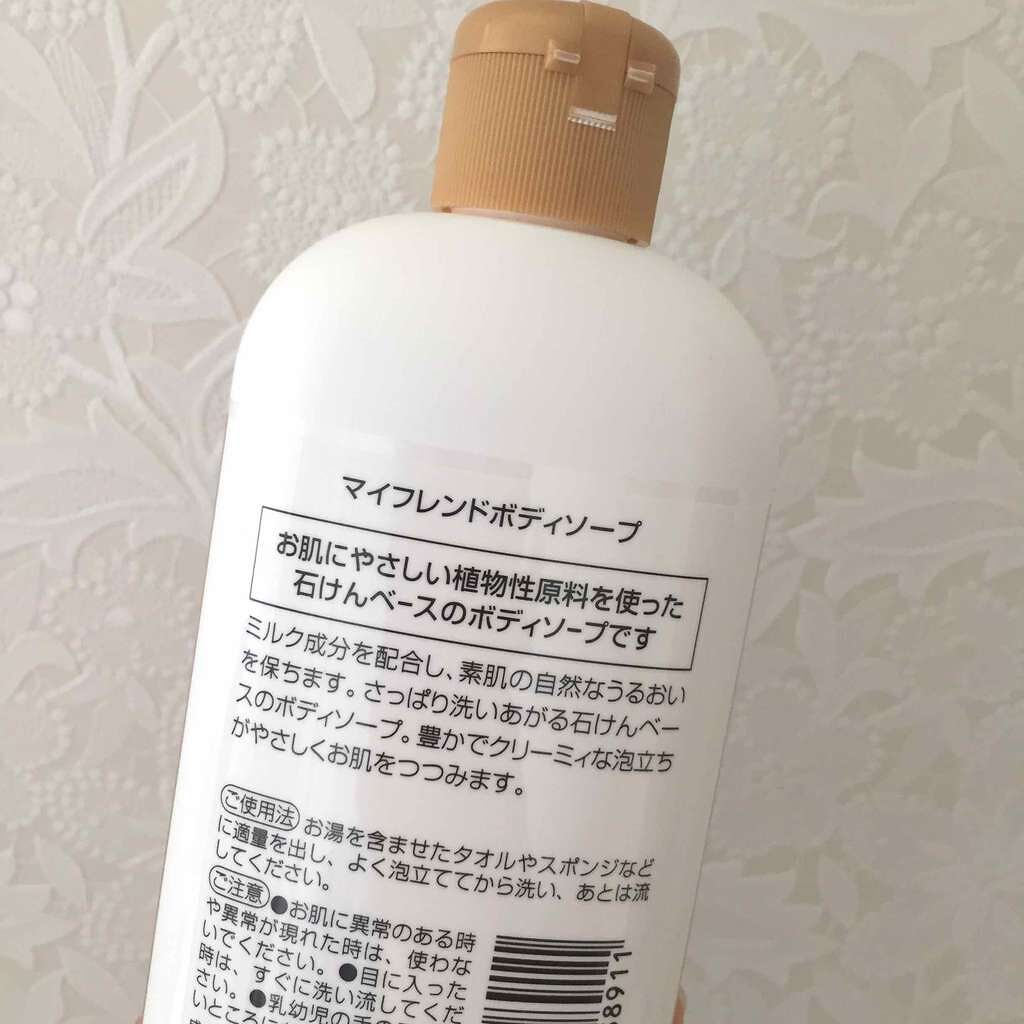 マイフレンドボディソープ
お肌にやさしい植物性原料を使った
石けんベースのボディソープです
ミルク成分を配合し、素肌の自然なうるおい
を保ちます。さっぱり洗いあがる石けんベー
スのボディソープ。豊かでクリーミィな泡立ち
がやさしくお肌をつつみます。
ご使用法 お湯を含ませたタオルやスポンジなど
に適量を出し、よく泡立ててから洗い、あとは流
してください。
ご注意 ●お肌に異常のある時
や異常が現れた時は、使わな
いでください。●目に入った
時は、すぐに洗い流してくだ
さい。●乳幼児の手の
いところに
8911